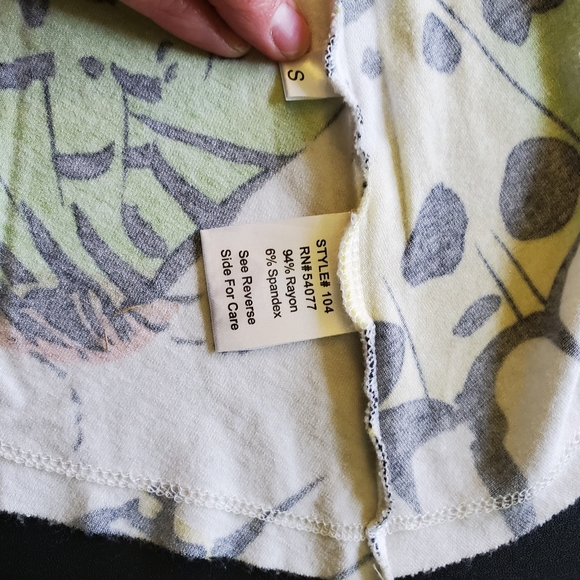 S
STYLE# 104
RN# 54077
94% Rayon
6% Spandex
See Reverse
Side For Care